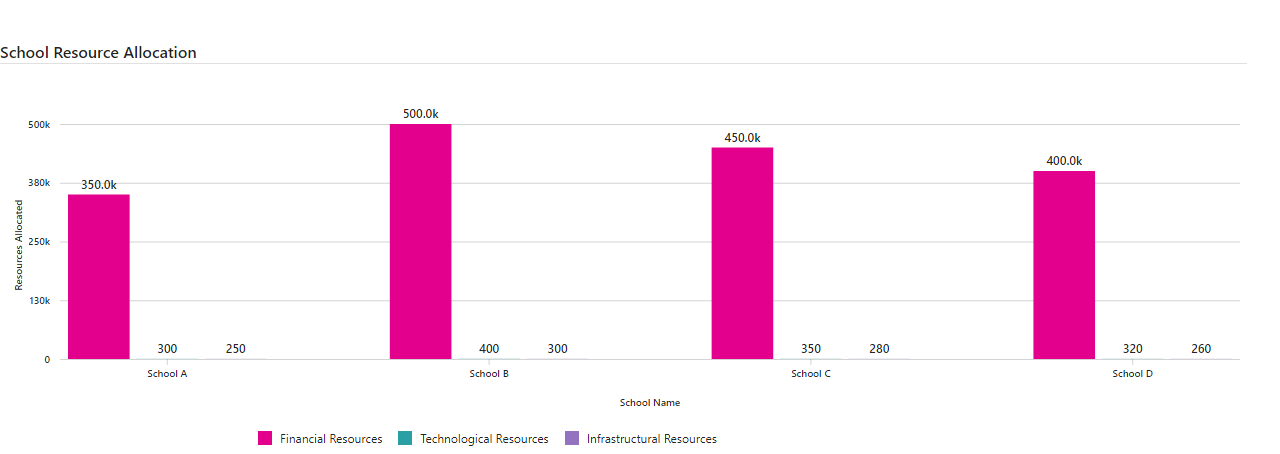 School Resource Allocation
500.0k
500k
450.0k
400.0k
380k
350.0k
Resources Allocated
250k
130k
300
250
400
300
350
280
320
260
0
School A
School B
School C
School D
School Name
Financial Resources
Technological Resources
Infrastructural Resources